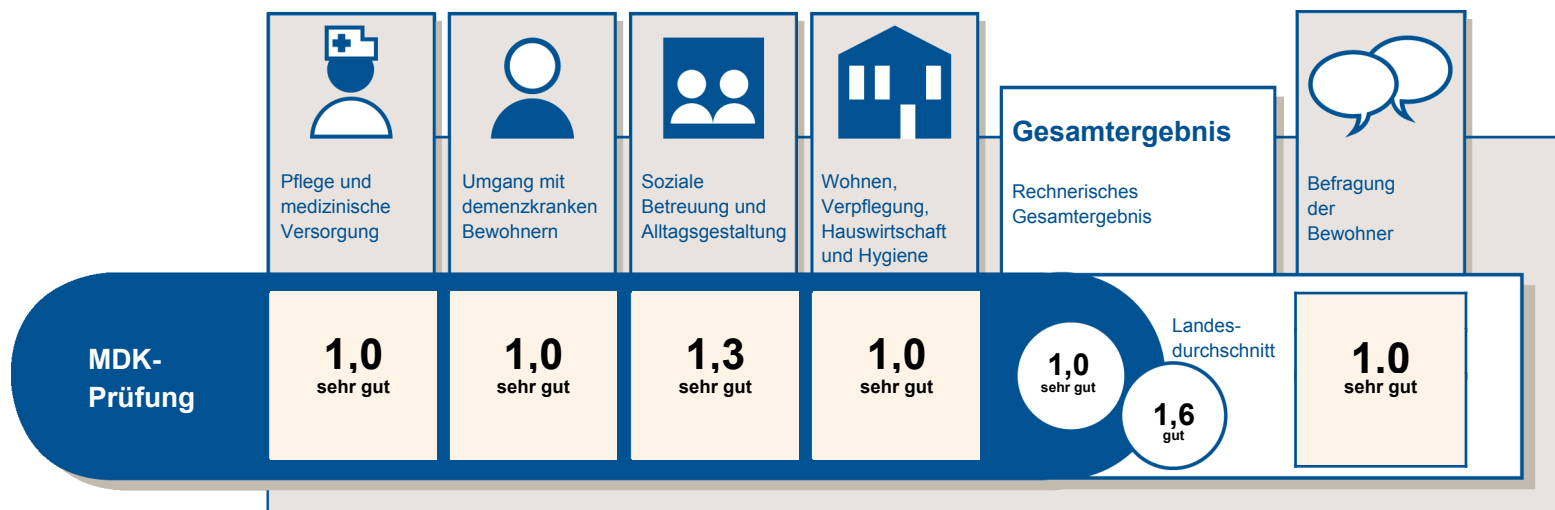 Pflege und
medizinische
Versorgung
Umgang mit
demenzkranken
Bewohnern
Soziale
Betreuung und
Alltagsgestaltung
Wohnen,
Verpflegung,
Hauswirtschaft
und Hygiene
Gesamtergebnis
Rechnerisches
Gesamtergebnis
Befragung
der
Bewohner
MDK-
Prüfung
1,0
sehr gut
1,0
sehr gut
1,3
sehr gut
1,0
sehr gut
1,0
sehr gut
Landes-
durchschnitt
1,6
gut
1.0
sehr gut